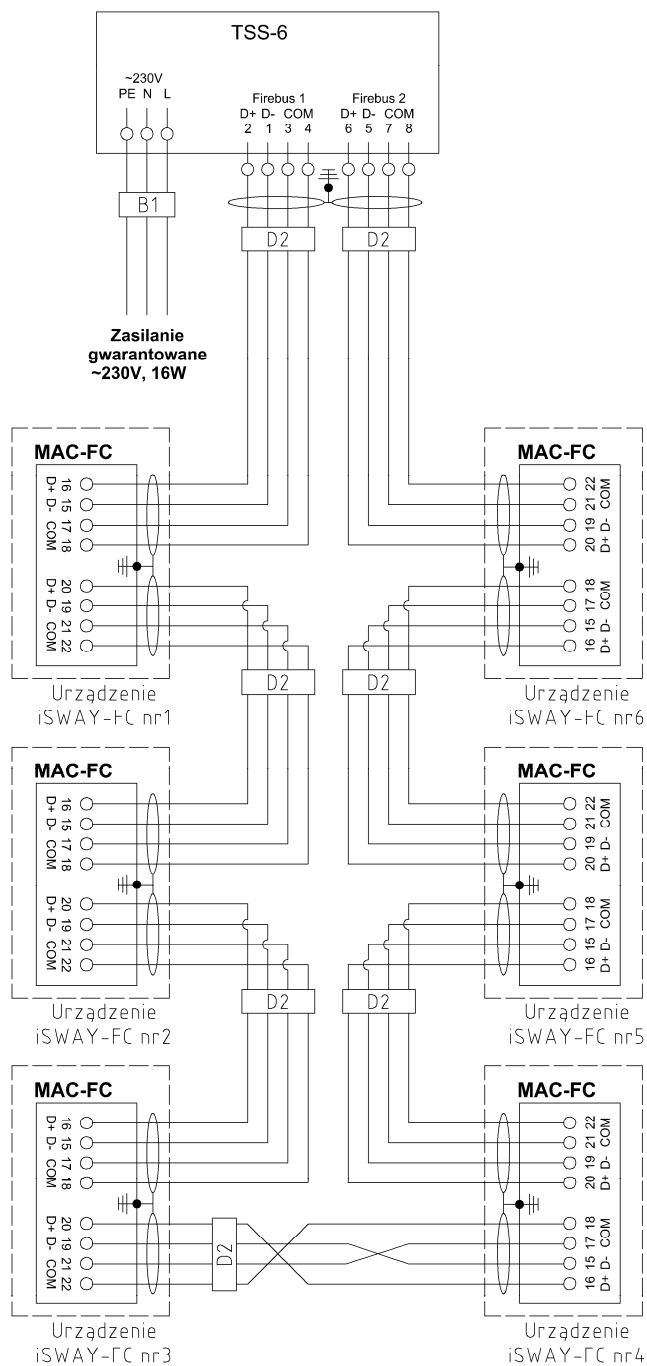 TSS-6
~230V
PE N L
Firebus 1
D+ D- COM
2 1 3 4
Firebus 2
D+ D- COM
6 5 7 8
B1
D2
D2
Zasilanie
gwarantowane
~230V, 16W
MAC-FC
D+ 16
D- 15
COM 17
18
D+ 20
D- 19
COM 21
22
Urządzenie
iSWAY-FC nr1
MAC-FC
22 COM
21
19 D-
20 D+
18 COM
17
15 D-
16 D+
Urządzenie
iSWAY-FC nr6
D2
D2
MAC-FC
D+ 16
D- 15
COM 17
18
D+ 20
D- 19
COM 21
22
Urządzenie
iSWAY-FC nr2
MAC-FC
22 COM
21
19 D-
20 D+
18 COM
17
15 D-
16 D+
Urządzenie
iSWAY-FC nr5
D2
D2
MAC-FC
D+ 16
D- 15
COM 17
18
D+ 20
D- 19
COM 21
22
Urządzenie
iSWAY-FC nr3
D2
MAC-FC
22 COM
21
19 D-
20 D+
18 COM
17
15 D-
16 D+
Urządzenie
iSWAY-FC nr4